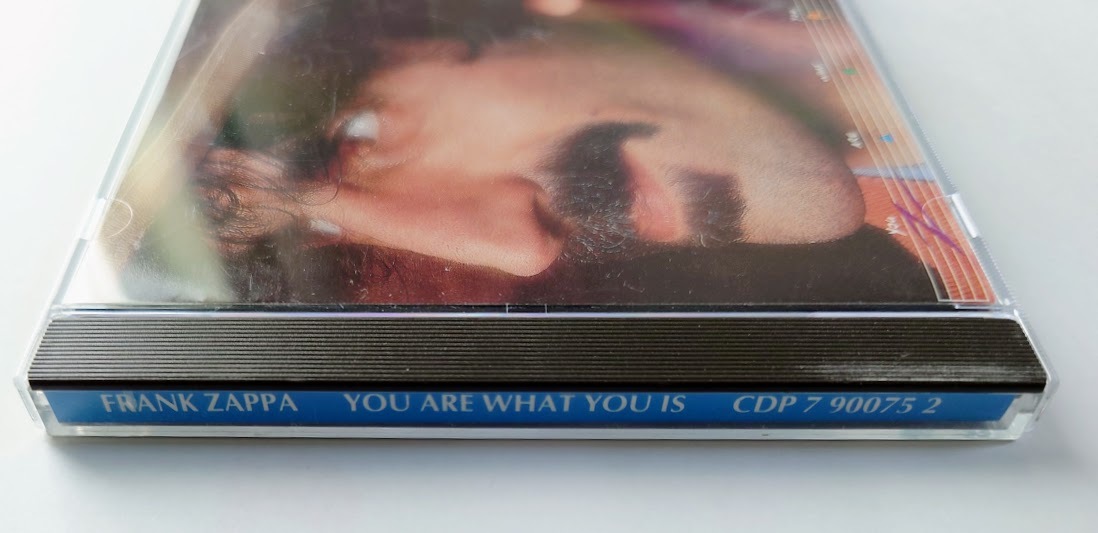 FRANK ZAPPA YOU ARE WHAT YOU IS CDP 7 90075 2